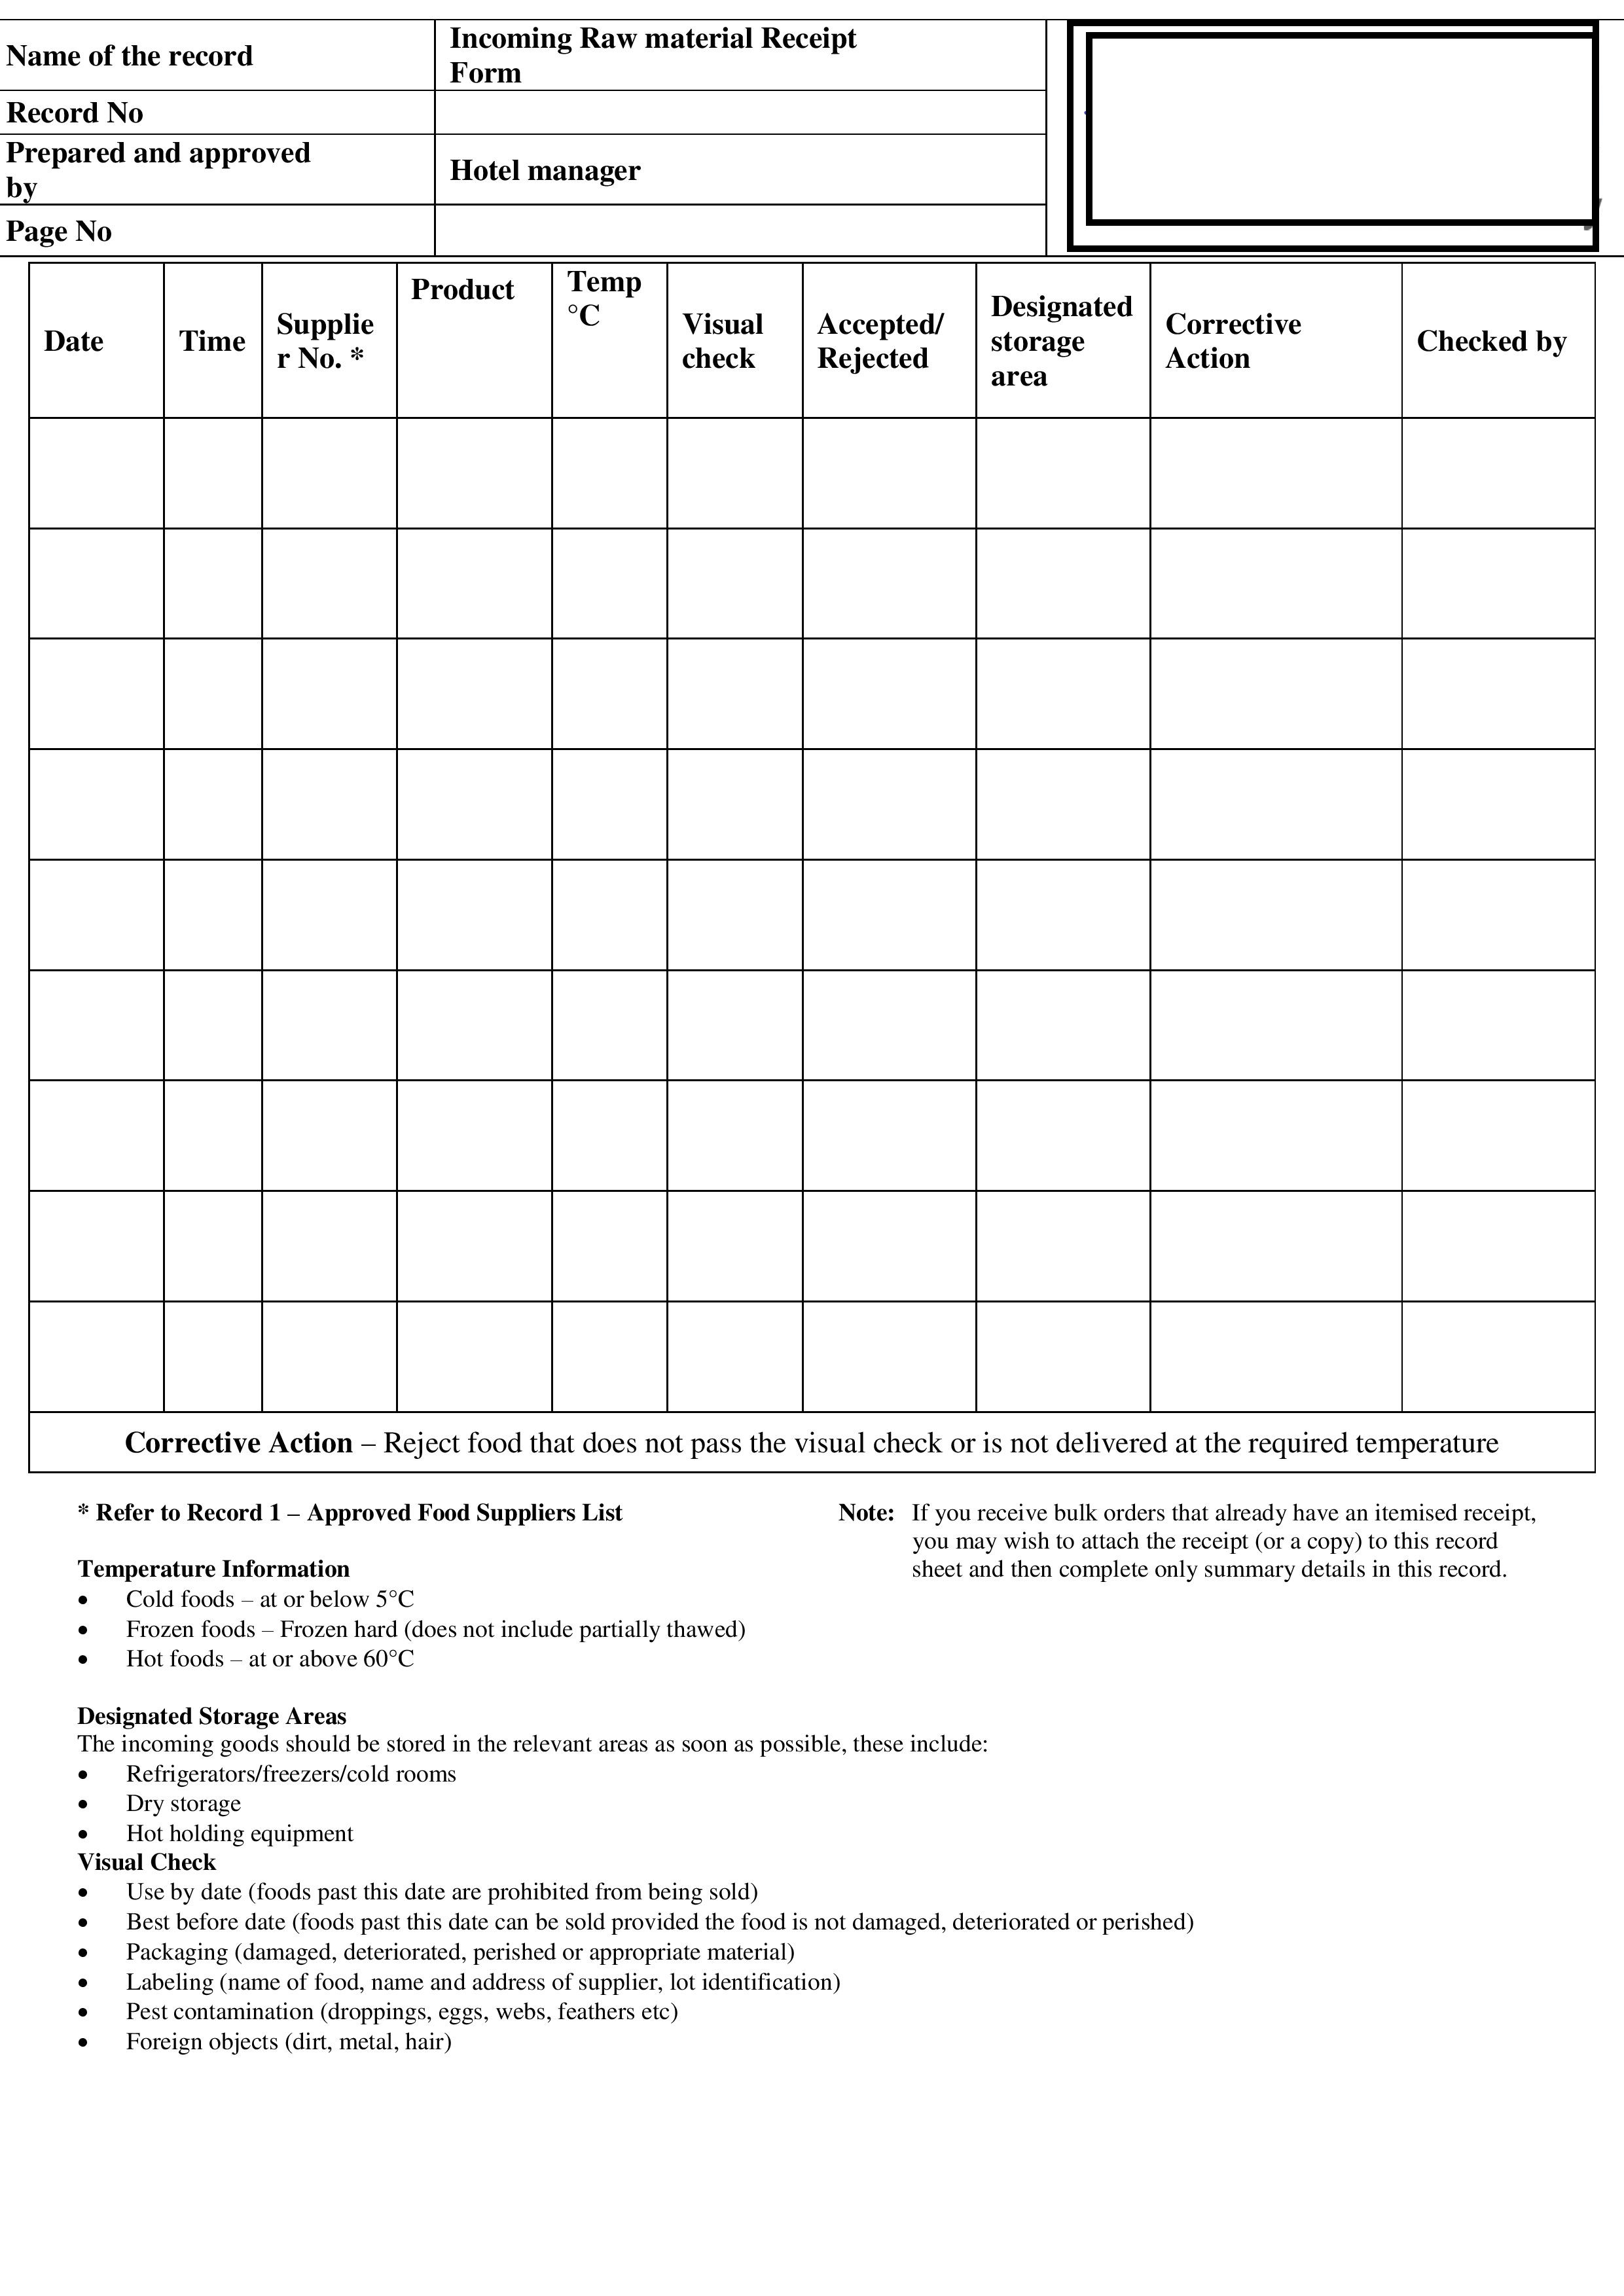 Name of the record
Incoming Raw material Receipt
Form
Record No
Prepared and approved
by
Hotel manager
Page No
Date
Time
Supplie
r No. *
Product
Temp
°C
Visual
check
Accepted/
Rejected
Designated
storage
area
Corrective
Action
Checked by
Corrective Action – Reject food that does not pass the visual check or is not delivered at the required temperature
* Refer to Record 1 – Approved Food Suppliers List
Note: If you receive bulk orders that already have an itemised receipt,
you may wish to attach the receipt (or a copy) to this record
sheet and then complete only summary details in this record.
Temperature Information
• Cold foods – at or below 5°C
• Frozen foods – Frozen hard (does not include partially thawed)
• Hot foods – at or above 60°C
Designated Storage Areas
The incoming goods should be stored in the relevant areas as soon as possible, these include:
• Refrigerators/freezers/cold rooms
• Dry storage
• Hot holding equipment
Visual Check
• Use by date (foods past this date are prohibited from being sold)
• Best before date (foods past this date can be sold provided the food is not damaged, deteriorated or perished)
• Packaging (damaged, deteriorated, perished or appropriate material)
• Labeling (name of food, name and address of supplier, lot identification)
• Pest contamination (droppings, eggs, webs, feathers etc)
• Foreign objects (dirt, metal, hair)